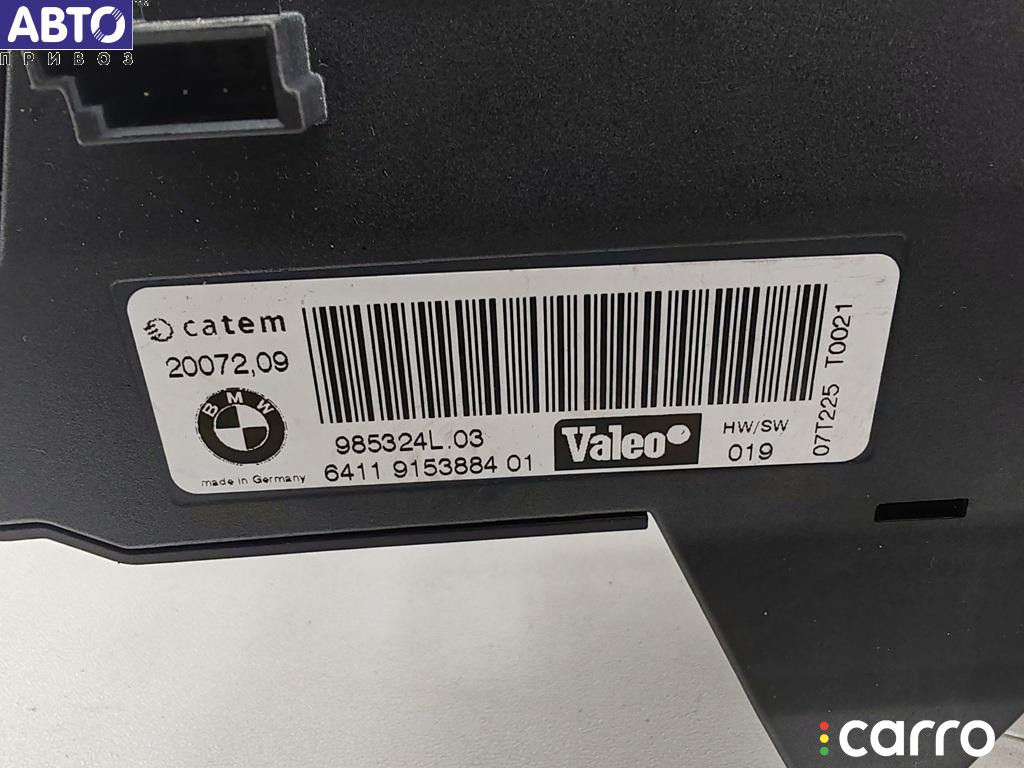 АВТО
ПРИВОЗ
catem
20072,09
BMW
made in Germany
985324L.03
6411 9153884 01
Valeo
HW/SW
019
07T225 T0021
carro